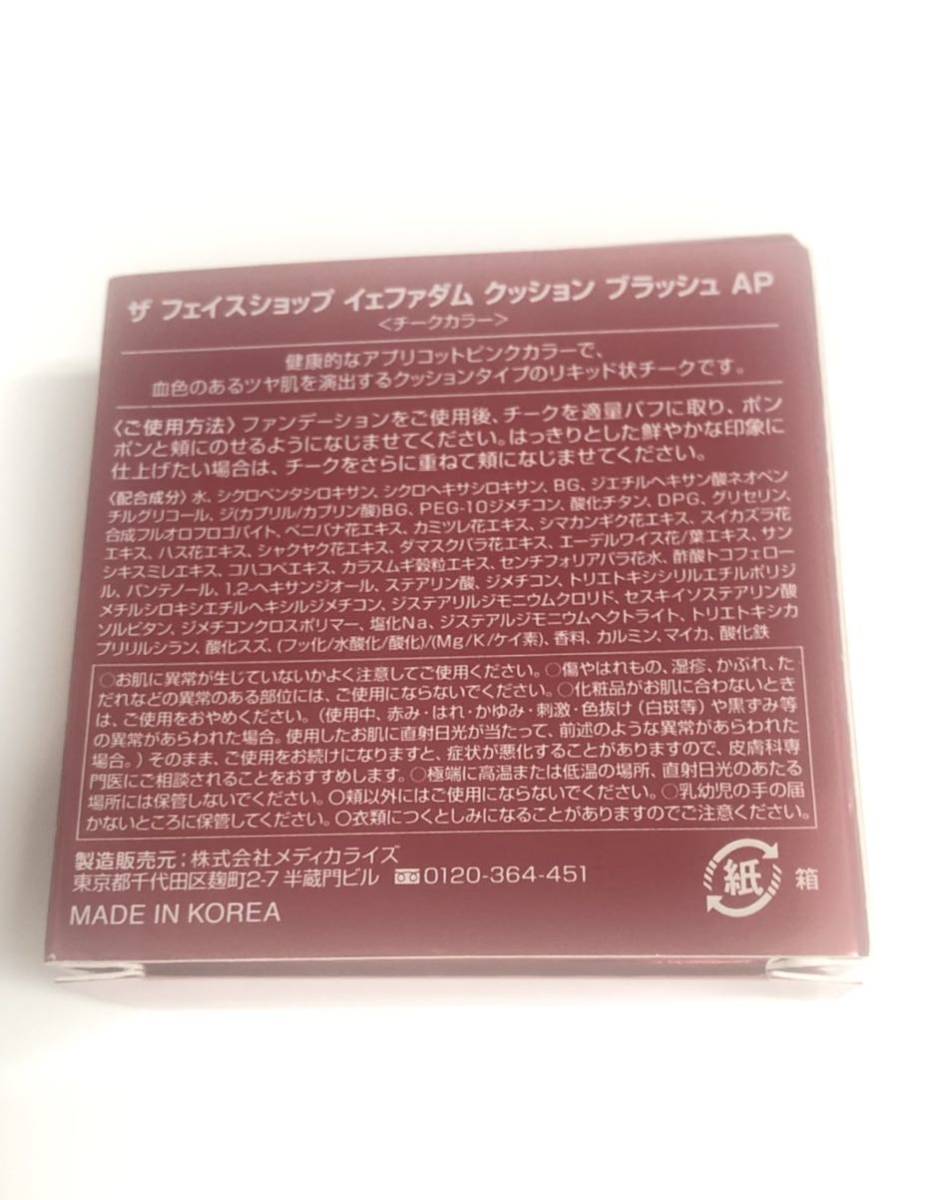 ザ フェイスショップ イェファダム クッション ブラッシュ AP
<チークカラー>
健康的なアプリコットピンクカラーで、
血色のあるツヤ肌を演出するクッションタイプのリキッド状チークです。
〈ご使用方法〉ファンデーションをご使用後、チークを適量パフに取り、ポン
ポンと頬にのせるようになじませてください。はっきりとした鮮やかな印象に
仕上げたい場合は、チークをさらに重ねて頬になじませてください。
〈配合成分〉水、シクロペンタシロキサン、シクロヘキサシロキサン、BG、ジエチルヘキサン酸ネオペン
チルグリコール、ジ(カプリル/カプリン酸)BG、PEG-10ジメチコン、酸化チタン、DPG、グリセリン、
合成フルオロフロゴパイト、ベニバナ花エキス、カミツレ花エキス、シマカンギク花エキス、スイカズラ花
エキス、ハス花エキス、シャクヤク花エキス、ダマスクバラ花エキス、エーデルワイス花/葉エキス、サン
シキスミレエキス、コハコベエキス、カラスムギ穀粒エキス、センチフォリアバラ花水、酢酸トコフェロー
ル、パンテノール、1,2-ヘキサンジオール、ステアリン酸、ジメチコン、トリエトキシシリルエチルポリジ
メチルシロキシエチルヘキシルジメチコン、ジステアリルジモニウムクロリド、セスキイソステアリン酸
ソルビタン、ジメチコンクロスポリマー、塩化Na、ジステアルジモニウムヘクトライト、トリエトキシカ
プリリルシラン、酸化スズ、(フッ化/水酸化/酸化)/(Mg/K/ケイ素)、香料、カルミン、マイカ、酸化鉄
○お肌に異常が生じていないかよく注意してご使用ください。○傷やはれもの、湿疹、かぶれ、た
だれなどの異常のある部位には、ご使用にならないでください。○化粧品がお肌に合わないとき
は、ご使用をおやめください。（使用中、赤み・はれ・かゆみ・刺激・色抜け（白斑等）や黒ずみ等
の異常があらわれた場合。使用したお肌に直射日光が当たって、前述のような異常があらわれた
場合。）そのまま、ご使用をお続けになりますと、症状が悪化することがありますので、皮膚科専
門医にご相談されることをおすすめします。○極端に高温または低温の場所、直射日光のあたる
場所には保管しないでください。○頬以外にはご使用にならないでください。○乳幼児の手の届
かないところに保管してください。○衣類につくとしみになることがありますのでご注意ください。
製造販売元：株式会社メディカライズ
東京都千代田区麹町2-7 半蔵門ビル 0120-364-451
MADE IN KOREA
紙 箱